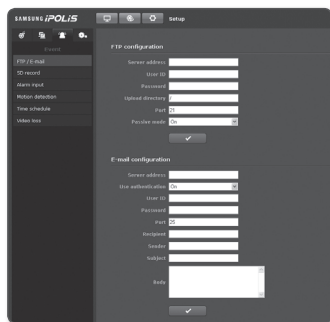 SAMSUNG iPOLiS
Setup
Event
FTP / E-mail
SD record
Alarm input
Motion detection
Time schedule
Video loss
FTP configuration
Server address
User ID
Password
Upload directory /
Port 21
Passive mode On
E-mail configuration
Server address
Use authentication On
User ID
Password
Port 25
Recipient
Sender
Subject
Body